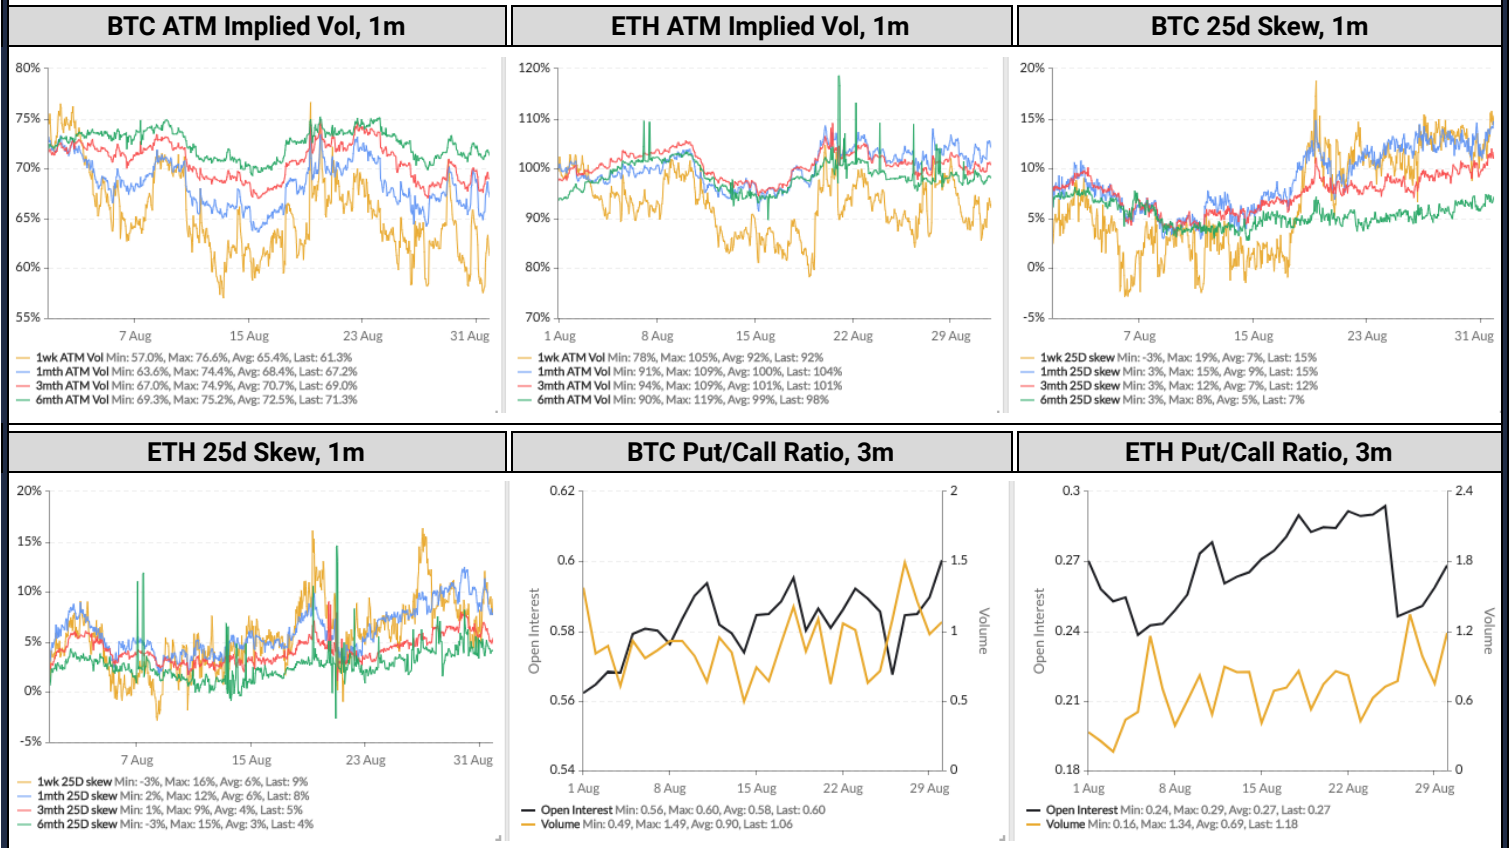 BTC ATM Implied Vol, 1m
80%
75%
70%
65%
60%
55%
7 Aug
15 Aug
23 Aug
31 Aug
1wk ATM Vol Min: 57.0%, Max: 76.6%, Avg: 65.4%, Last: 61.3%
1mth ATM Vol Min: 63.6%, Max: 74.4%, Avg: 68.4%, Last: 67.2%
3mth ATM Vol Min: 67.0%, Max: 74.9%, Avg: 70.7%, Last: 69.0%
6mth ATM Vol Min: 69.3%, Max: 75.2%, Avg: 72.5%, Last: 71.3%
ETH ATM Implied Vol, 1m
120%
110%
100%
90%
80%
70%
1 Aug
8 Aug
15 Aug
22 Aug
29 Aug
1wk ATM Vol Min: 78%, Max: 105%, Avg: 92%, Last: 92%
1mth ATM Vol Min: 91%, Max: 109%, Avg: 100%, Last: 104%
3mth ATM Vol Min: 94%, Max: 109%, Avg: 101%, Last: 101%
6mth ATM Vol Min: 90%, Max: 119%, Avg: 99%, Last: 98%
BTC 25d Skew, 1m
20%
15%
10%
5%
0%
-5%
7 Aug
15 Aug
23 Aug
31 Aug
1wk 25D skew Min: -3%, Max: 19%, Avg: 7%, Last: 15%
1mth 25D skew Min: 3%, Max: 15%, Avg: 9%, Last: 15%
3mth 25D skew Min: 3%, Max: 12%, Avg: 7%, Last: 12%
6mth 25D skew Min: 3%, Max: 8%, Avg: 5%, Last: 7%
ETH 25d Skew, 1m
20%
15%
10%
5%
0%
-5%
7 Aug
15 Aug
23 Aug
31 Aug
1wk 25D skew Min: -3%, Max: 16%, Avg: 6%, Last: 9%
1mth 25D skew Min: 2%, Max: 12%, Avg: 6%, Last: 8%
3mth 25D skew Min: 1%, Max: 9%, Avg: 4%, Last: 5%
6mth 25D skew Min: -3%, Max: 15%, Avg: 3%, Last: 4%
BTC Put/Call Ratio, 3m
0.62
0.6
0.58
0.56
0.54
Open Interest
2
1.5
1
0.5
0
Volume
1 Aug
8 Aug
15 Aug
22 Aug
29 Aug
Open Interest Min: 0.56, Max: 0.60, Avg: 0.58, Last: 0.60
Volume Min: 0.49, Max: 1.49, Avg: 0.90, Last: 1.06
ETH Put/Call Ratio, 3m
0.3
0.27
0.24
0.21
0.18
Open Interest
2.4
1.8
1.2
0.6
0
Volume
1 Aug
8 Aug
15 Aug
22 Aug
29 Aug
Open Interest Min: 0.24, Max: 0.29, Avg: 0.27, Last: 0.27
Volume Min: 0.16, Max: 1.34, Avg: 0.69, Last: 1.18